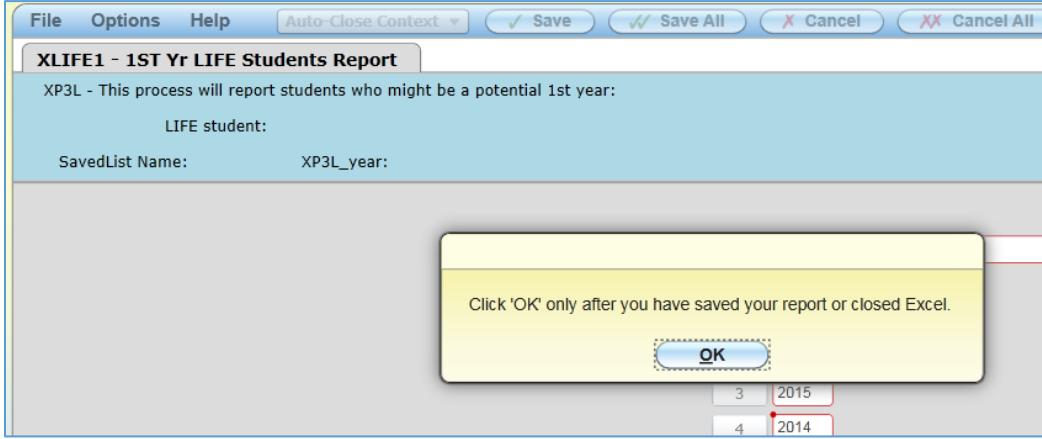 File Options Help Auto-Close Context Save Save All Cancel Cancel All
XLIFE1 - 1ST Yr LIFE Students Report
XP3L - This process will report students who might be a potential 1st year:
LIFE student:
SavedList Name: XP3L_year:
Click 'OK' only after you have saved your report or closed Excel.
OK
3 2015
4 2014